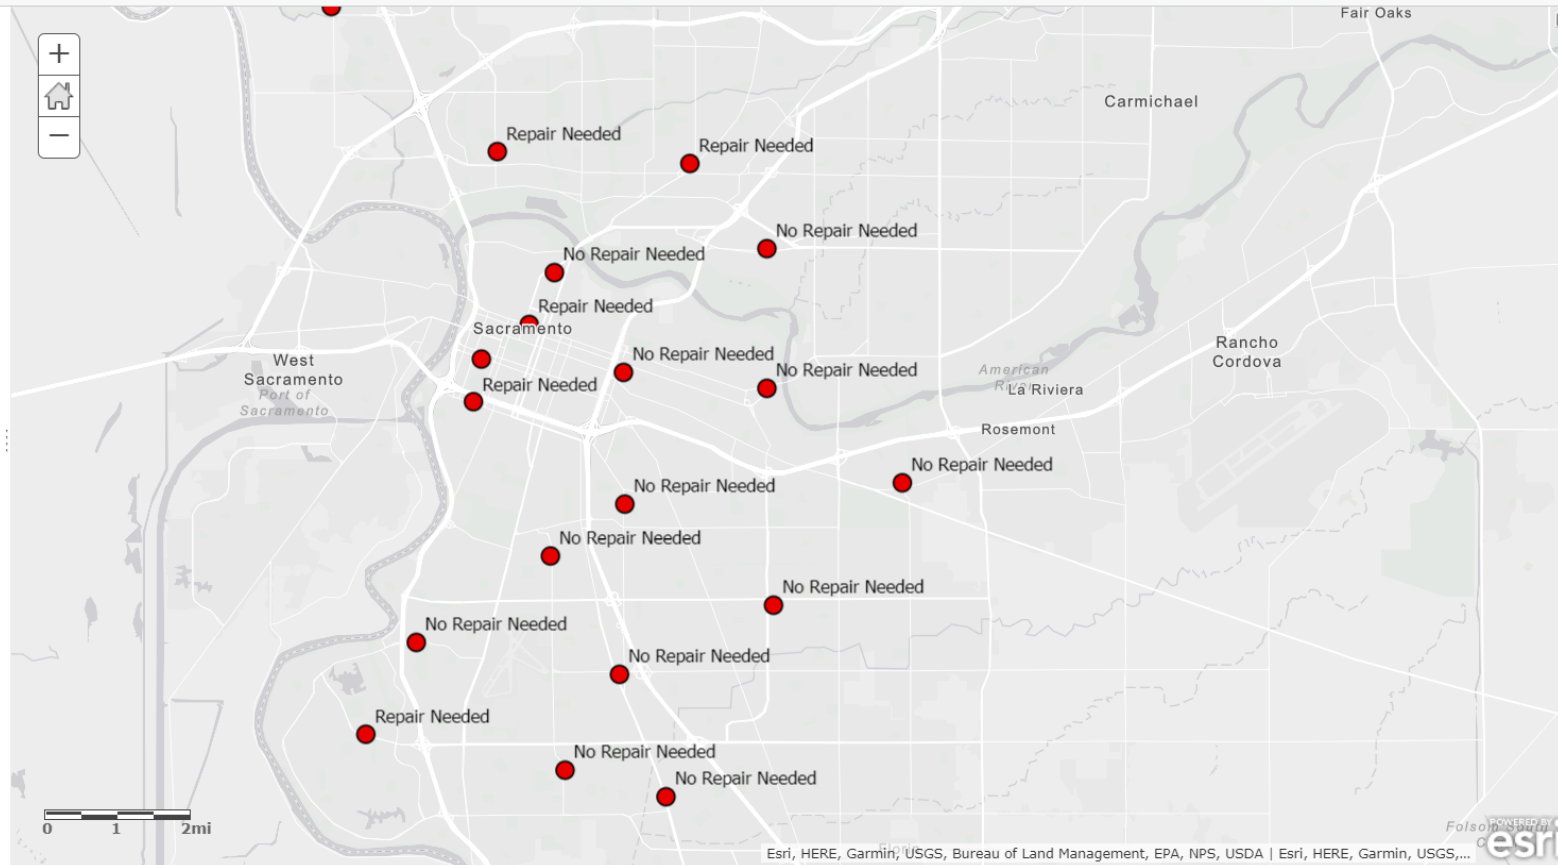 Fair Oaks
+
Carmichael
−
Repair Needed
Repair Needed
No Repair Needed
No Repair Needed
Repair Needed
Sacramento
Rancho
Cordova
No Repair Needed
West
Sacramento
Port of
Sacramento
No Repair Needed
American
La Riviera
Repair Needed
Rosemont
No Repair Needed
No Repair Needed
No Repair Needed
No Repair Needed
No Repair Needed
No Repair Needed
Repair Needed
No Repair Needed
No Repair Needed
0 1 2mi
POWERED BY
esri
Esri, HERE, Garmin, USGS, Bureau of Land Management, EPA, NPS, USDA | Esri, HERE, Garmin, USGS,...